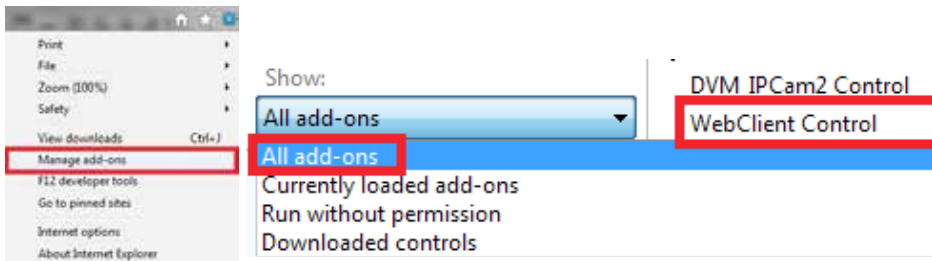 Print
File
Zoom (100%)
Safety
View downloads Ctrl+J
Manage add-ons
F12 developer tools
Go to pinned sites
Internet options
About Internet Explorer
Show:
All add-ons
All add-ons
Currently loaded add-ons
Run without permission
Downloaded controls
DVM IPCam2 Control
WebClient Control